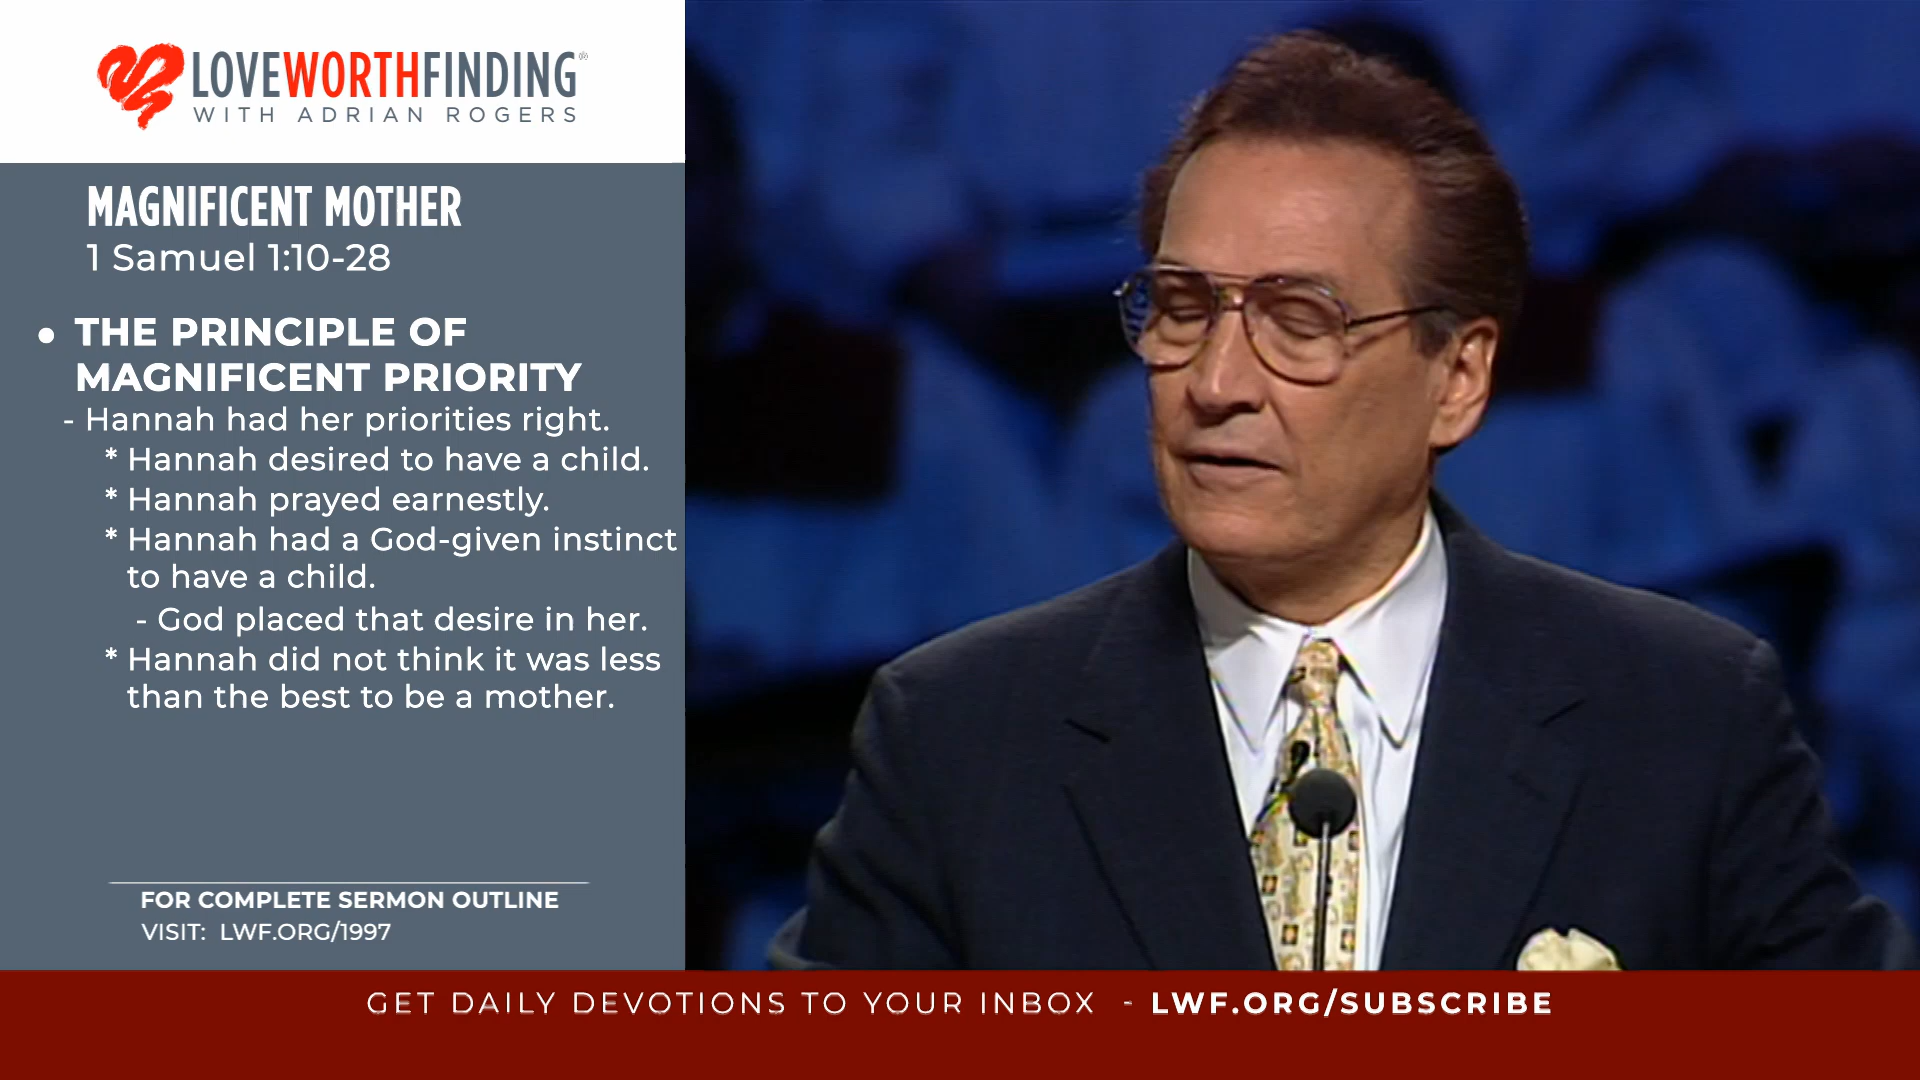 LOVEWORTHFINDING®
WITH ADRIAN ROGERS
MAGNIFICENT MOTHER
1 Samuel 1:10-28
• THE PRINCIPLE OF
MAGNIFICENT PRIORITY
- Hannah had her priorities right.
* Hannah desired to have a child.
* Hannah prayed earnestly.
* Hannah had a God-given instinct
to have a child.
- God placed that desire in her.
* Hannah did not think it was less
than the best to be a mother.
FOR COMPLETE SERMON OUTLINE
VISIT: LWF.ORG/1997
GET DAILY DEVOTIONS TO YOUR INBOX - LWF.ORG/SUBSCRIBE